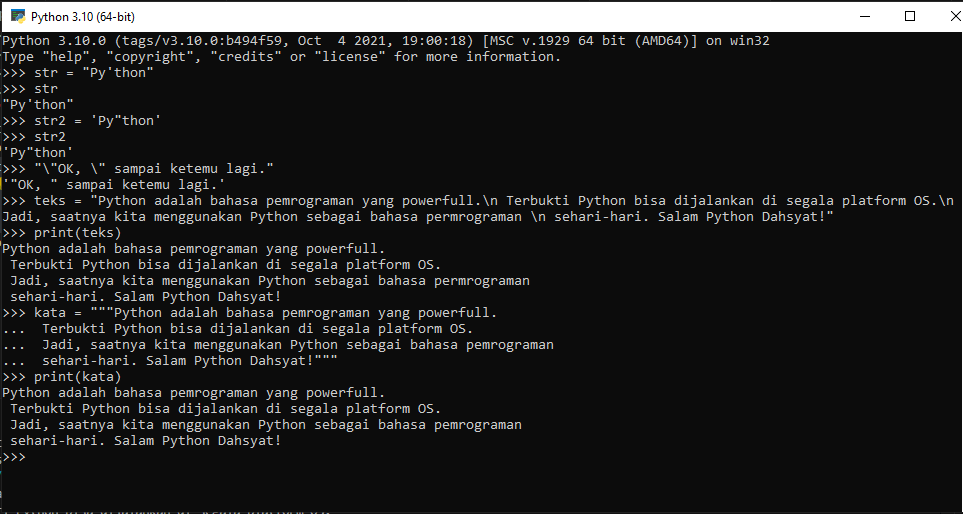 Python 3.10 (64-bit)
Python 3.10.0 (tags/v3.10.0:b494f59, Oct  4 2021, 19:00:18) [MSC v.1929 64 bit (AMD64)] on win32
Type "help", "copyright", "credits" or "license" for more information.
>>> str = "Py'thon"
>>> str
"Py'thon"
>>> str2 = 'Py"thon'
>>> str2
'Py"thon'
>>> "\"OK, \" sampai ketemu lagi."
'"OK, " sampai ketemu lagi.'
>>> teks = "Python adalah bahasa pemrograman yang powerfull.\n Terbukti Python bisa dijalankan di segala platform OS.\n
Jadi, saatnya kita menggunakan Python sebagai bahasa permrograman \n sehari-hari. Salam Python Dahsyat!"
>>> print(teks)
Python adalah bahasa pemrograman yang powerfull.
 Terbukti Python bisa dijalankan di segala platform OS.
 Jadi, saatnya kita menggunakan Python sebagai bahasa permrograman
 sehari-hari. Salam Python Dahsyat!
>>> kata = """Python adalah bahasa pemrograman yang powerfull.
...  Terbukti Python bisa dijalankan di segala platform OS.
...  Jadi, saatnya kita menggunakan Python sebagai bahasa pemrograman
...  sehari-hari. Salam Python Dahsyat!"""
>>> print(kata)
Python adalah bahasa pemrograman yang powerfull.
 Terbukti Python bisa dijalankan di segala platform OS.
 Jadi, saatnya kita menggunakan Python sebagai bahasa pemrograman
 sehari-hari. Salam Python Dahsyat!
>>>